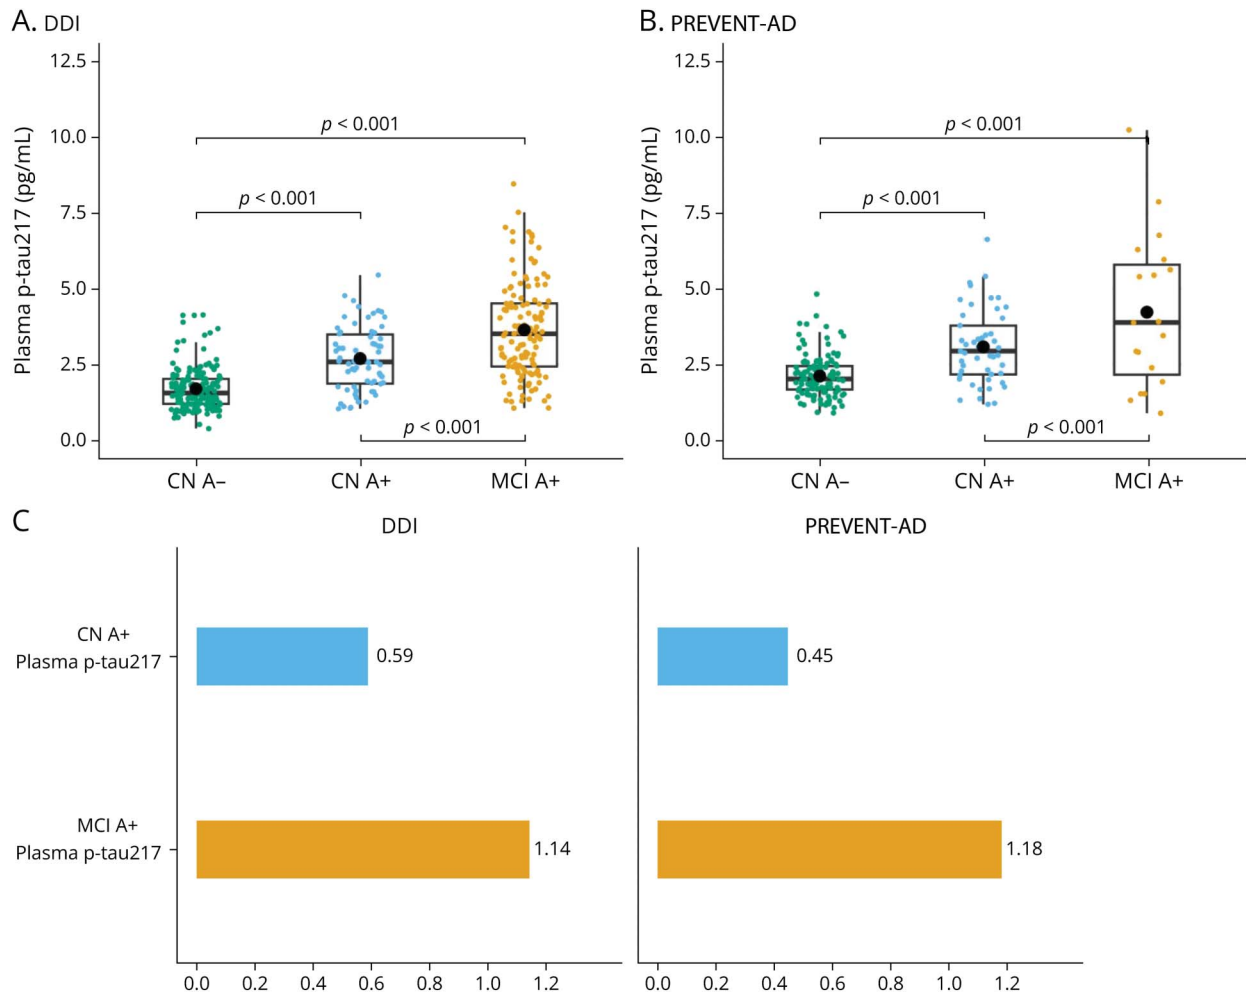 A. DDI
Plasma p-tau217 (pg/mL)
12.5
10.0
7.5
5.0
2.5
0.0
p < 0.001
p < 0.001
p < 0.001
CN A–
CN A+
MCI A+
B. PREVENT-AD
Plasma p-tau217 (pg/mL)
12.5
10.0
7.5
5.0
2.5
0.0
p < 0.001
p < 0.001
p < 0.001
CN A–
CN A+
MCI A+
C
DDI
CN A+
Plasma p-tau217
0.59
MCI A+
Plasma p-tau217
1.14
0.0 0.2 0.4 0.6 0.8 1.0 1.2
PREVENT-AD
0.45
1.18
0.0 0.2 0.4 0.6 0.8 1.0 1.2